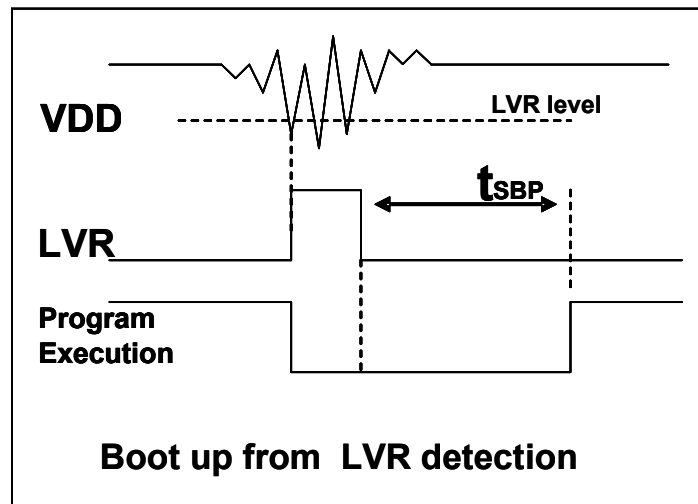 LVR level
VDD
tSBP
LVR
Program
Execution
Boot up from LVR detection